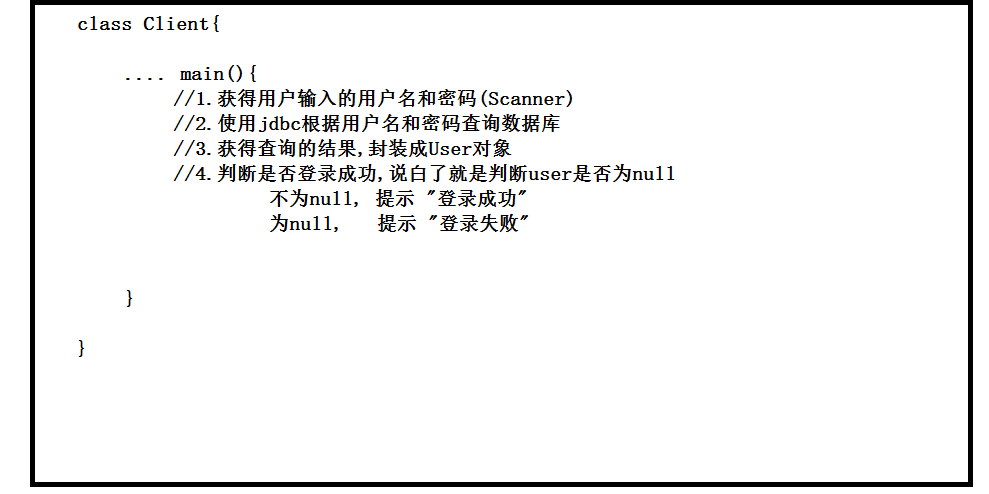 class Client{
.... main(){
//1.获得用户输入的用户名和密码(Scanner)
//2.使用jdbc根据用户名和密码查询数据库
//3.获得查询的结果,封装成User对象
//4.判断是否登录成功,说白了就是判断user是否为null
不为null, 提示 "登录成功"
为null, 提示 "登录失败"
}
}